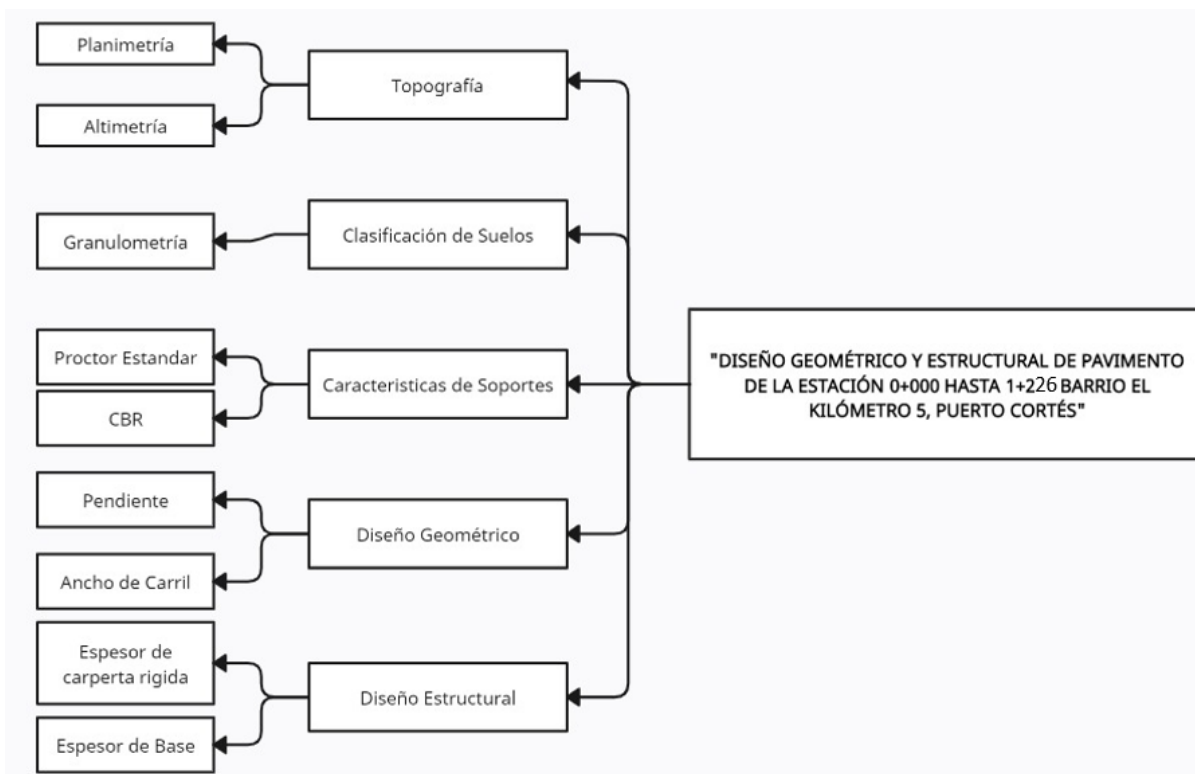 Planimetría
Topografía
Altimetría
Granulometría
Clasificación de Suelos
Proctor Estandar
CBR
Caracteristicas de Soportes
"DISEÑO GEOMÉTRICO Y ESTRUCTURAL DE PAVIMENTO
DE LA ESTACIÓN 0+000 HASTA 1+226 BARRIO EL
KILÓMETRO 5, PUERTO CORTÉS"
Pendiente
Diseño Geométrico
Ancho de Carril
Espesor de
carperta rigida
Diseño Estructural
Espesor de Base